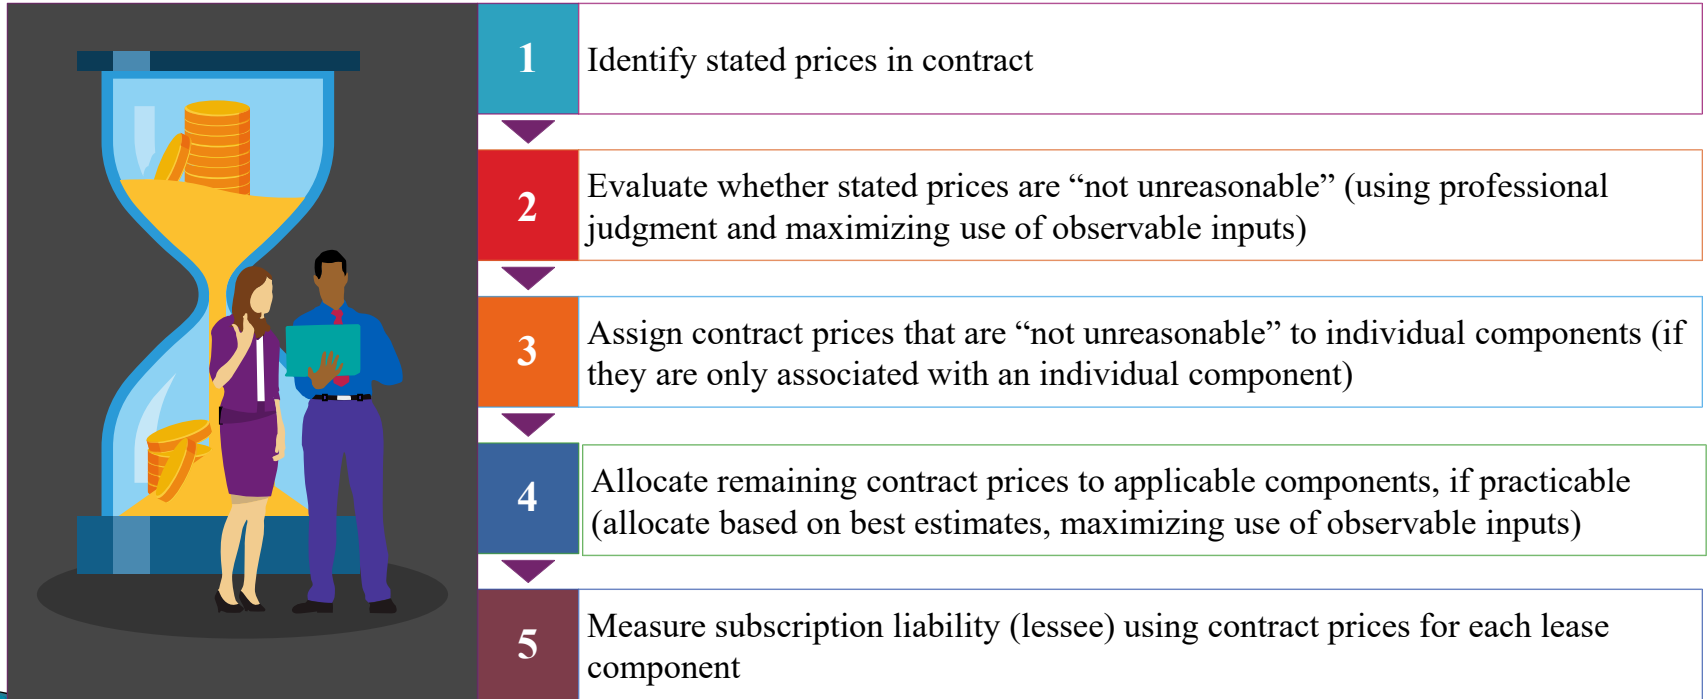 1
Identify stated prices in contract
2
Evaluate whether stated prices are “not unreasonable” (using professional
judgment and maximizing use of observable inputs)
3
Assign contract prices that are “not unreasonable” to individual components (if
they are only associated with an individual component)
4
Allocate remaining contract prices to applicable components, if practicable
(allocate based on best estimates, maximizing use of observable inputs)
5
Measure subscription liability (lessee) using contract prices for each lease
component